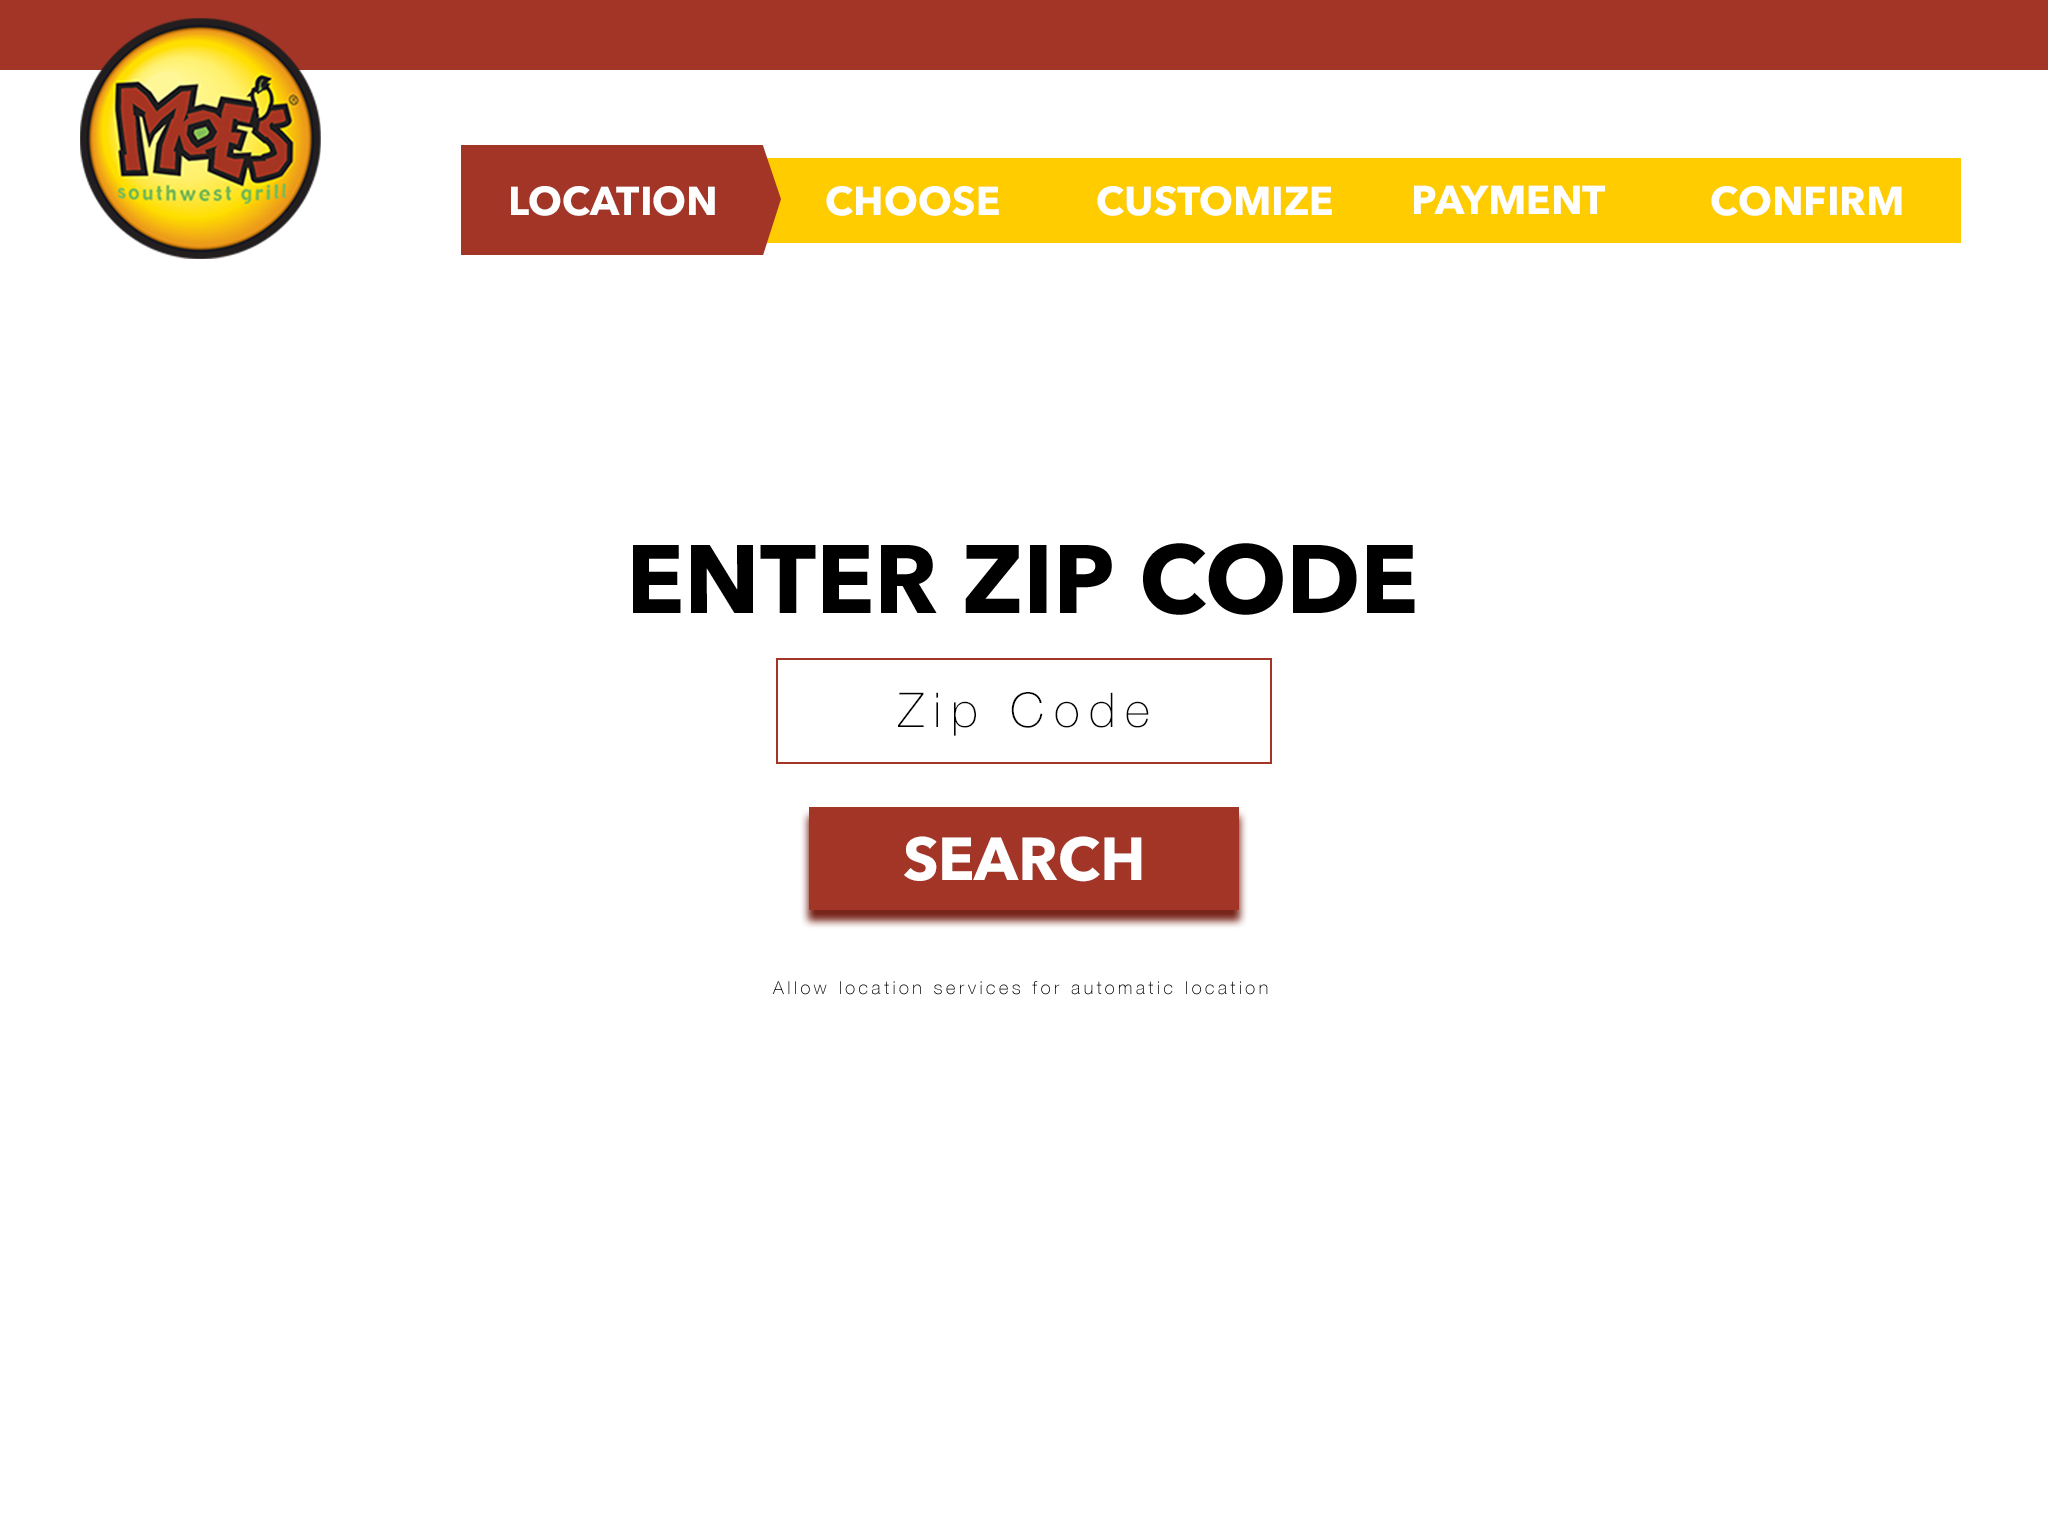 MOE'S®
southwest grill
LOCATION CHOOSE CUSTOMIZE PAYMENT CONFIRM
ENTER ZIP CODE
Zip Code
SEARCH
Allow location services for automatic location